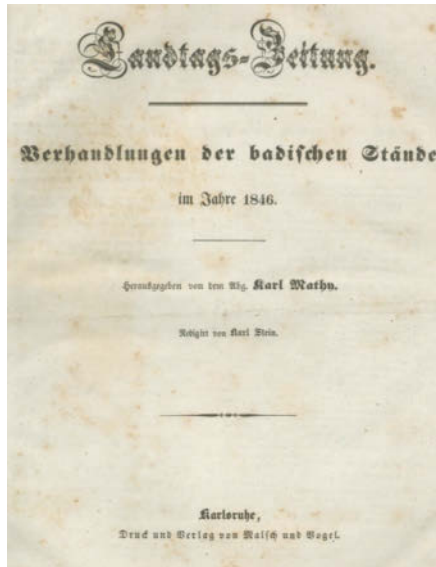 Landtags-Zeitung.
Verhandlungen der badischen Stände
im Jahre 1846.
Herausgegeben von dem Abg. Karl Mathy.
Redigirt von Karl Stein.
Karlsruhe,
Druck und Verlag von Malsch und Vogel.